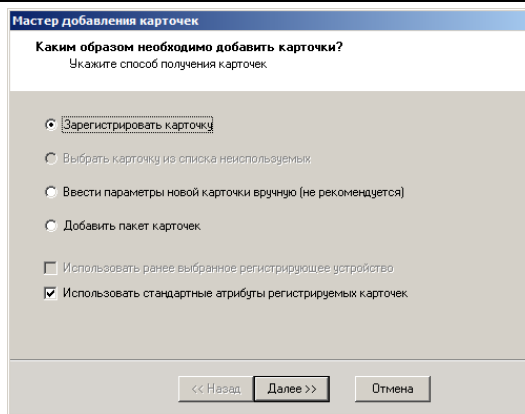 Мастер добавления карточек
Каким образом необходимо добавить карточки?
Укажите способ получения карточек
Зарегистрировать карточку
Выбрать карточку из списка неиспользуемых
Ввести параметры новой карточки вручную (не рекомендуется)
Добавить пакет карточек
Использовать ранее выбранное регистрирующее устройство
Использовать стандартные атрибуты регистрируемых карточек
<< Назад Далее >> Отмена